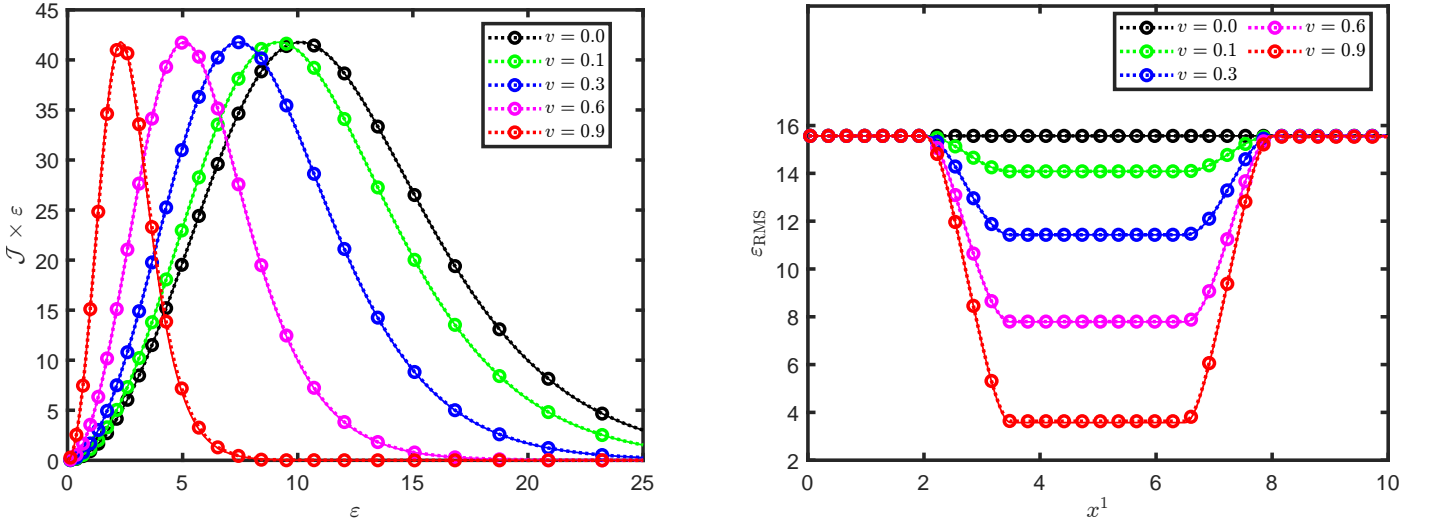 45
40
35
30
25
20
15
10
5
0
𝒥 × ε
0 5 10 15 20 25
ε
v = 0.0
v = 0.1
v = 0.3
v = 0.6
v = 0.9
16
14
12
10
8
6
4
2
ε_RMS
0 2 4 6 8 10
x^1
v = 0.0 v = 0.6
v = 0.1 v = 0.9
v = 0.3